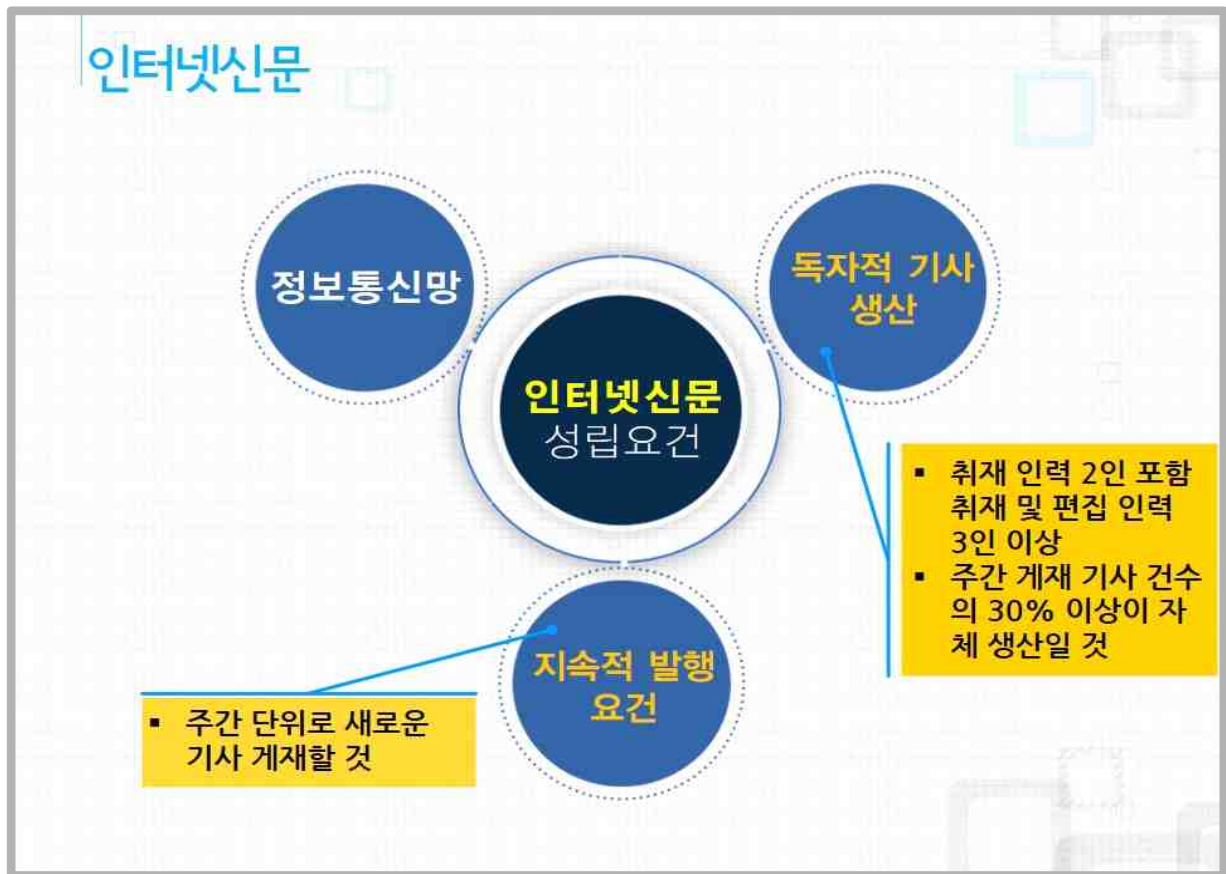 인터넷신문
정보통신망
독자적 기사
생산
인터넷신문
성립요건
▪ 취재 인력 2인 포함
취재 및 편집 인력
3인 이상
▪ 주간 게재 기사 건수
의 30% 이상이 자
체 생산일 것
지속적 발행
요건
▪ 주간 단위로 새로운
기사 게재할 것